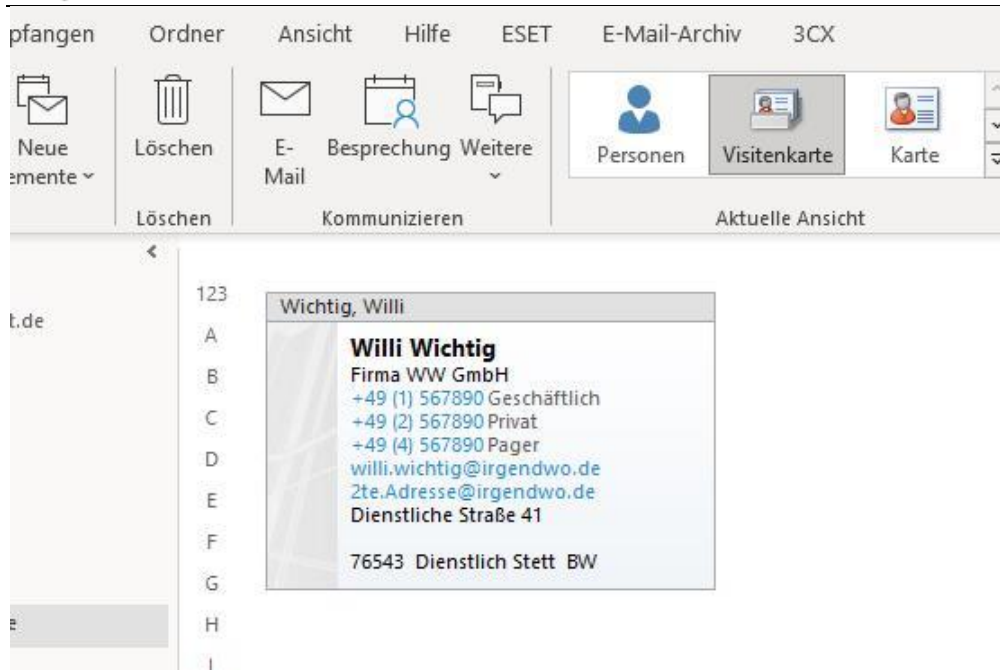 pfangen Ordner Ansicht Hilfe ESET E-Mail-Archiv 3CX
Neue
emente
Löschen
E-
Mail
Besprechung
Weitere
Personen
Visitenkarte
Karte
Löschen Kommunizieren Aktuelle Ansicht
t.de
123
A
B
C
D
E
F
G
H
I
Wichtig, Willi
Willi Wichtig
Firma WW GmbH
+49 (1) 567890 Geschäftlich
+49 (2) 567890 Privat
+49 (4) 567890 Pager
willi.wichtig@irgendwo.de
2te.Adresse@irgendwo.de
Dienstliche Straße 41
76543 Dienstlich Stett BW